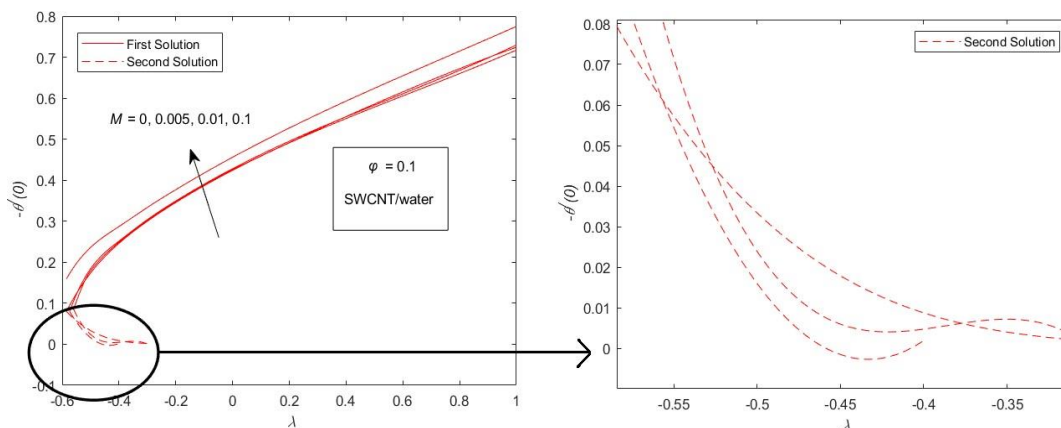 0.8
0.7
0.6
0.5
0.4
0.3
0.2
0.1
0
-0.1
-θ'(0)
First Solution
Second Solution
M = 0, 0.005, 0.01, 0.1
φ = 0.1
SWCNT/water
-0.6 -0.4 -0.2 0 0.2 0.4 0.6 0.8 1
λ
0.08
0.07
0.06
0.05
0.04
0.03
0.02
0.01
0
-θ'(0)
Second Solution
-0.55 -0.5 -0.45 -0.4 -0.35
λ